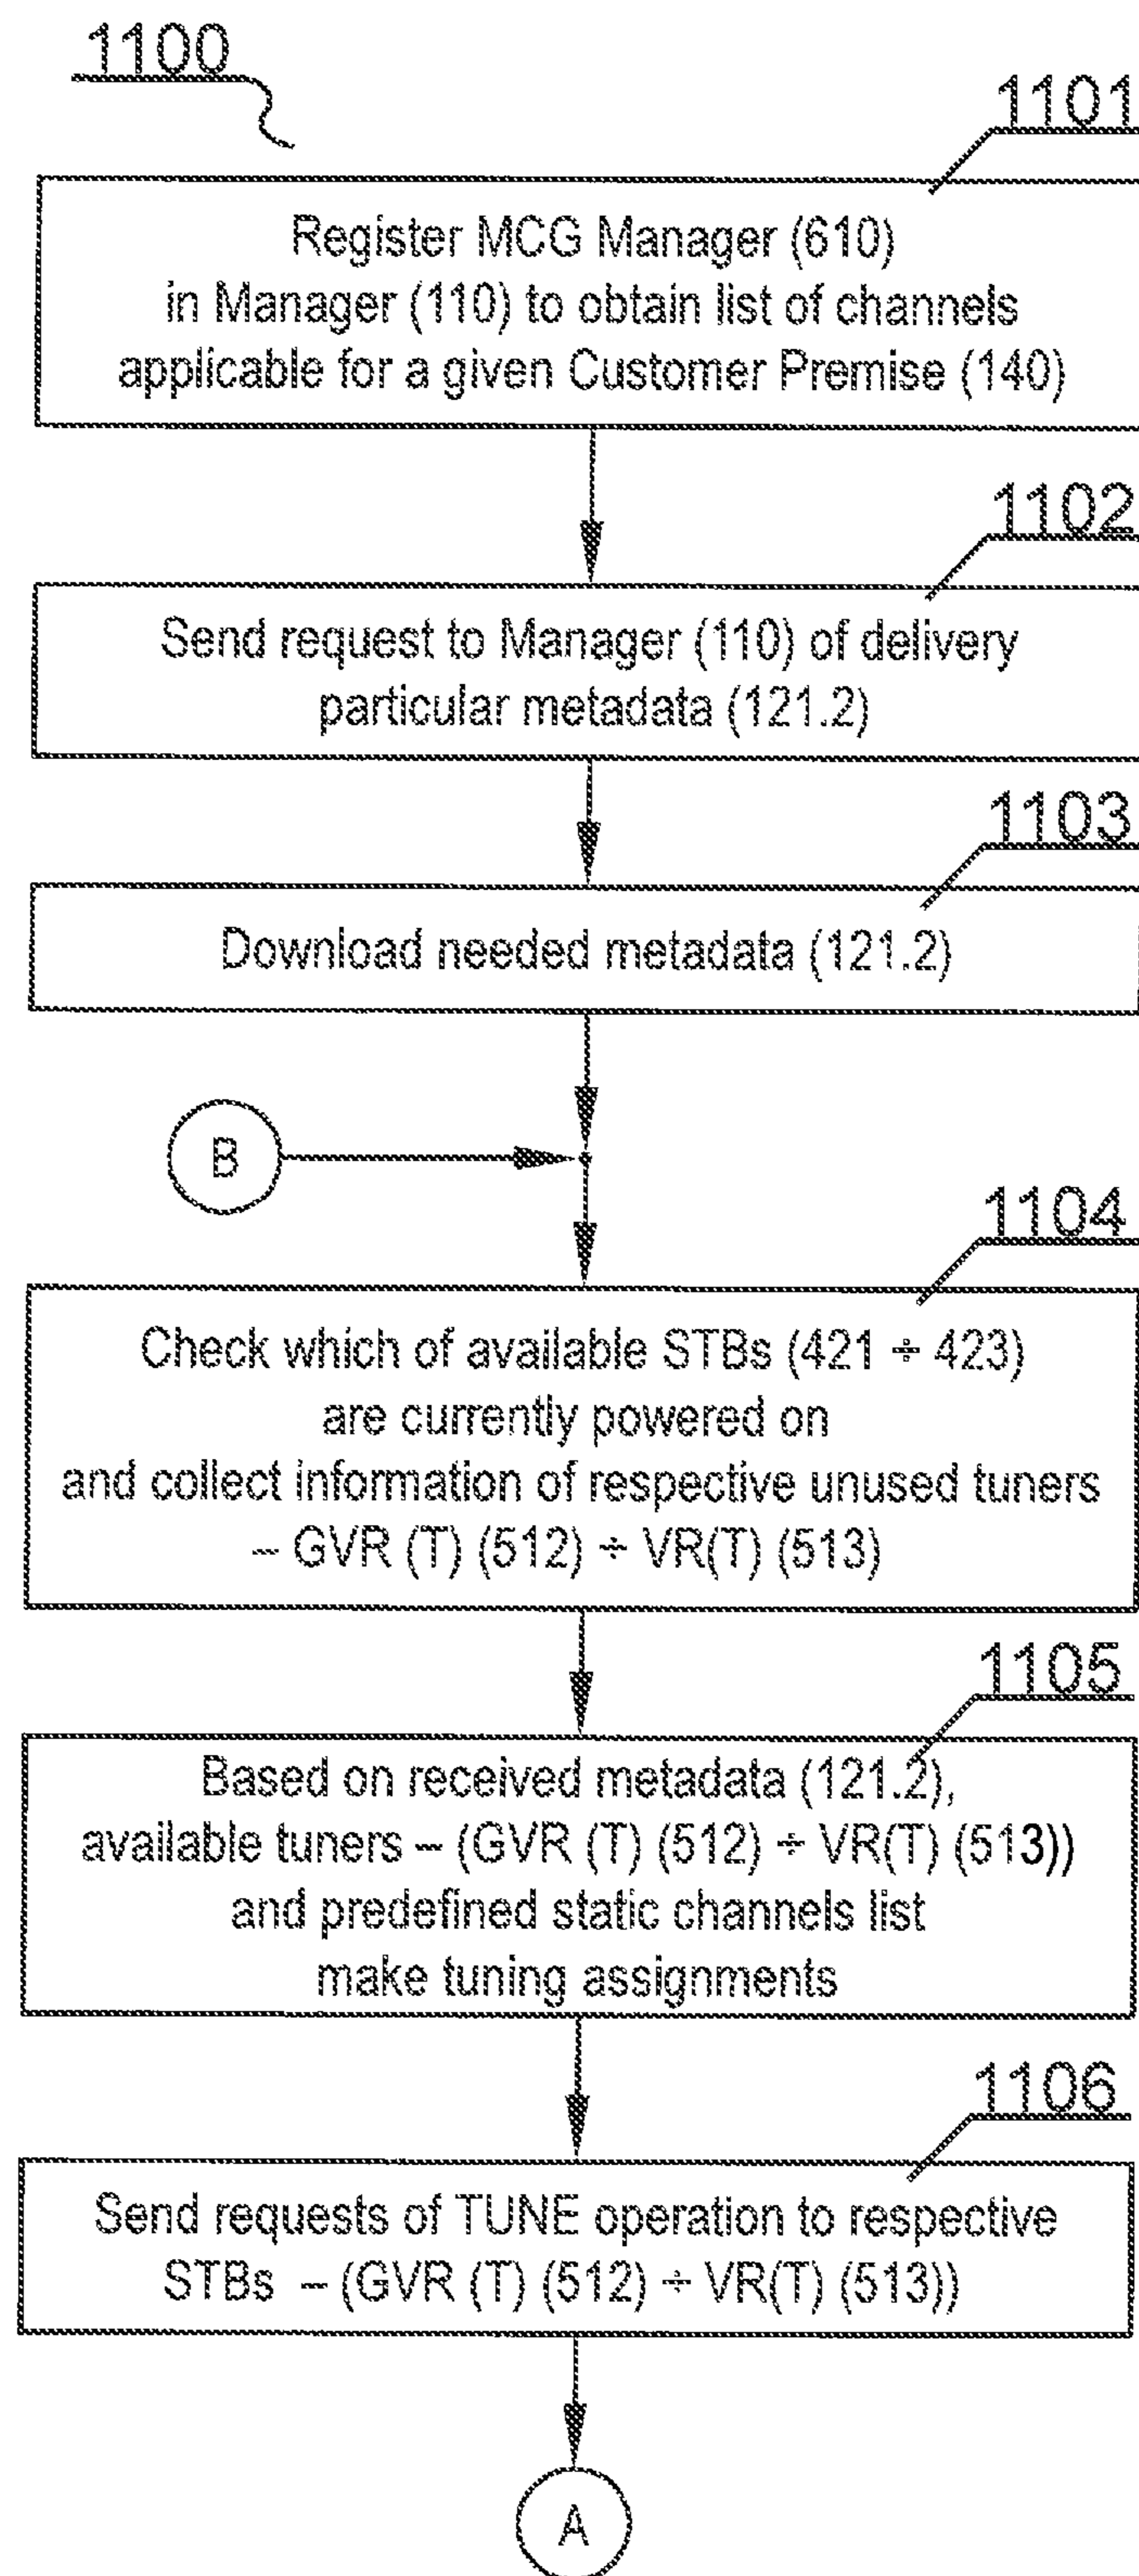 1100
1101
Register MCG Manager (610)
in Manager (110) to obtain list of channels
applicable for a given Customer Premise (140)
1102
Send request to Manager (110) of delivery
particular metadata (121.2)
1103
Download needed metadata (121.2)
B
1104
Check which of available STBs (421 ÷ 423)
are currently powered on
and collect information of respective unused tuners
– GVR (T) (512) ÷ VR(T) (513)
1105
Based on received metadata (121.2),
available tuners – (GVR (T) (512) ÷ VR(T) (513))
and predefined static channels list
make tuning assignments
1106
Send requests of TUNE operation to respective
STBs – (GVR (T) (512) ÷ VR(T) (513))
A